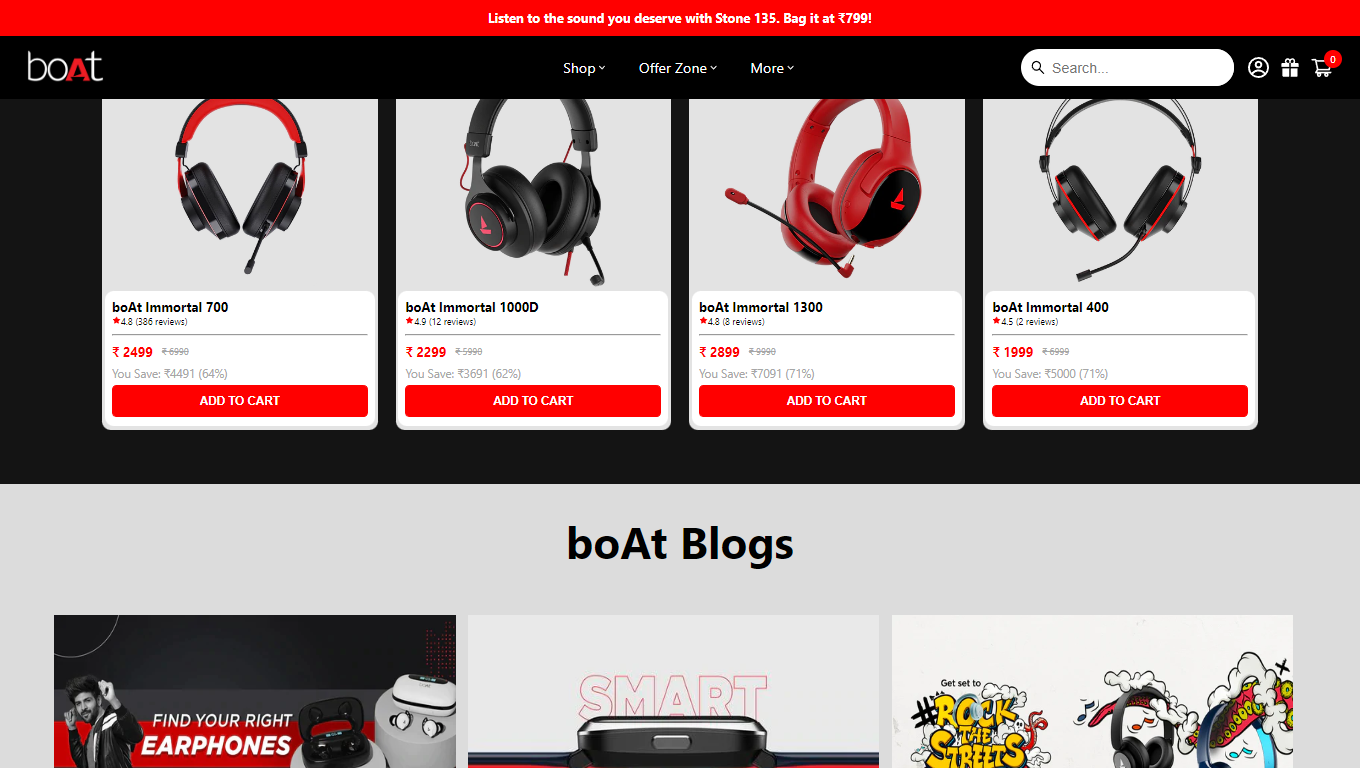 Listen to the sound you deserve with Stone 135. Bag it at ₹799!
boAt
Shop
Offer Zone
More
Search...
0
boAt Immortal 700
4.8 (386 reviews)
₹ 2499 ₹ 6990
You Save: ₹4491 (64%)
ADD TO CART
boAt Immortal 1000D
4.9 (12 reviews)
₹ 2299 ₹ 5990
You Save: ₹3691 (62%)
ADD TO CART
boAt Immortal 1300
4.8 (8 reviews)
₹ 2899 ₹ 9990
You Save: ₹7091 (71%)
ADD TO CART
boAt Immortal 400
4.5 (2 reviews)
₹ 1999 ₹ 6999
You Save: ₹5000 (71%)
ADD TO CART
boAt Blogs
FIND YOUR RIGHT
EARPHONES
SMART
Get set to
#ROCK
THE
STREETS